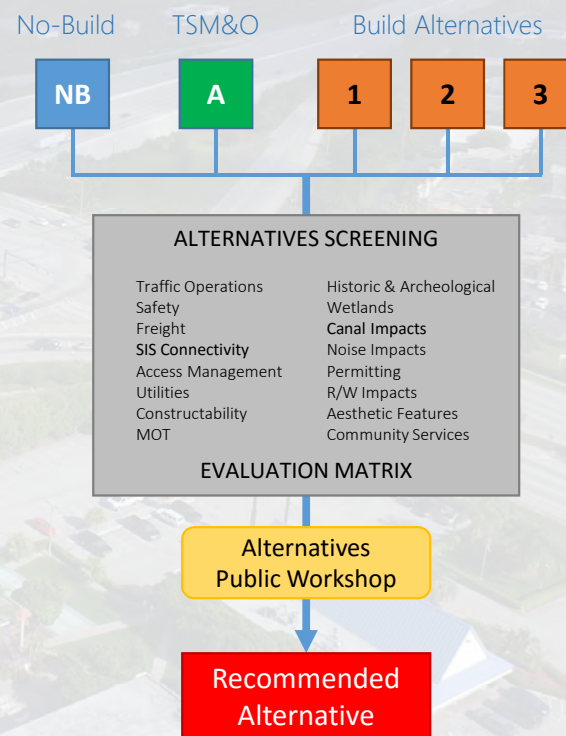 No-Build TSM&O Build Alternatives
NB A 1 2 3
ALTERNATIVES SCREENING
Traffic Operations
Safety
Freight
SIS Connectivity
Access Management
Utilities
Constructability
MOT
Historic & Archeological
Wetlands
Canal Impacts
Noise Impacts
Permitting
R/W Impacts
Aesthetic Features
Community Services
EVALUATION MATRIX
Alternatives
Public Workshop
Recommended
Alternative